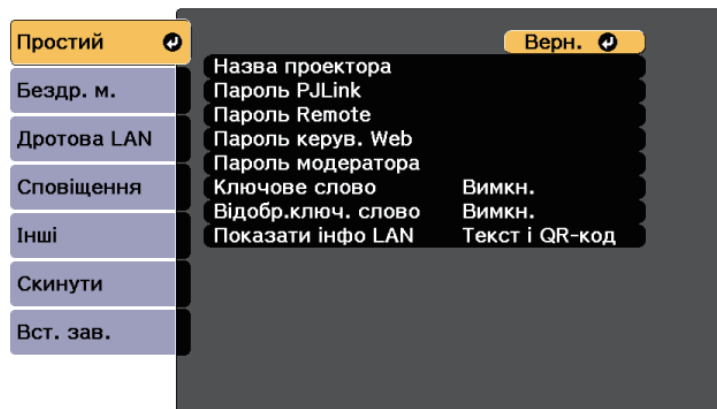 Простий
Бездр. м.
Дротова LAN
Сповіщення
Інші
Скинути
Вст. зав.
Верн.
Назва проектора
Пароль PJLink
Пароль Remote
Пароль керув. Web
Пароль модератора
Ключове слово Вимкн.
Відобр.ключ. слово Вимкн.
Показати інфо LAN Текст і QR-код